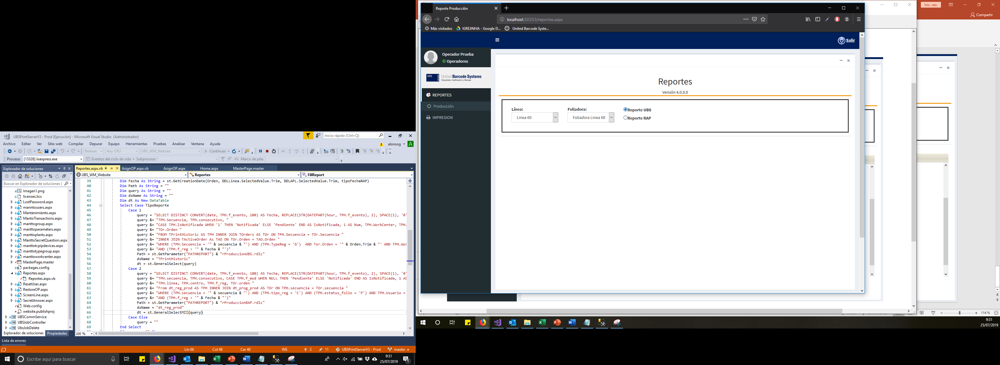 UBSPrintServerV3 - Prod (Ejecución) - Microsoft Visual Studio (Administrador)
Inicio rápido (Ctrl+Q)
Archivo Editar Ver Sitio web Compilar Depurar Equipo Herramientas Pruebas Analizar Ventana Ayuda
alonsog A
Release Any CPU UBS_WM_Website Continuar
Proceso: [13328] iisexpress.exe Eventos del ciclo de vida Subproceso: Marco de pila:
Explorador de soluciones
Buscar en Explorador de soluciones (
Imagen1.png
licenses.licx
LostPassword.aspx
manntousers.aspx
Mantenimiento.aspx
MantoTransactions.aspx
manttogroup.aspx
manttoparameters.aspx
manttoplants.aspx
ManttoSecretQuestion.aspx
manttotcpipdevices.aspx
manttotypegroup.aspx
manttoworkcenter.aspx
MasterPage.master
packages.config
Reportes.aspx
Reportes.aspx.vb
ResetUser.aspx
RestoreOP.aspx
ScreenLine.aspx
SecretAnswer.aspx
Web.config
website.publishproj
UBSCommService
UBSJobController
UbsJobDelete
Explorador de soluciones Propiedades
Reportes.aspx.vb AsignOP.aspx.vb AsignOP.aspx Home.aspx MasterPage.master
UBS_WM_Website Reportes FillReport
39 Dim Fecha As String = st.GetCreationDate(Orden, DDLLinea.SelectedValue.Trim, DDLAPL.SelectedValue.Trim, tipoFechaRAP)
40 Dim Path As String = ""
41 Dim query As String = ""
42 Dim dsName As String = ""
43 Dim dt As New DataTable
44 Select Case TipoReporte
45 Case 1
46 query = "SELECT DISTINCT CONVERT(date, TPH.f_evento, 100) AS Fecha, REPLACE(STR(DATEPART(hour, TPH.f_evento), 2), SPACE(1), '0'
47 query &= "TPH.Secuencia, TPH.consecutivo, "
48 query &= "CASE TPH.IsNotificada WHEN '1' THEN 'Notificada' ELSE 'Pendiente' END AS IsNotificada, 1 AS Num, TPH.WorkCenter, TPH.
49 query &= "TOr.Orden "
50 query &= "FROM TPrintHistoric AS TPH INNER JOIN TOrders AS TOr ON TPH.Secuencia = TOr.Secuencia "
51 query &= "INNER JOIN TActiveOrder As TAO ON TOr.Orden = TAO.Orden "
52 query &= "WHERE (TPH.Secuencia = '" & secuencia & "') AND (TPH.TypeReg = 'G')  AND Tor.Orden = '" & Orden.Trim & "' AND TPH.Wor
53 query &= "AND (TPH.f_reg > '" & Fecha & "')"
54 Path = st.GetParameter("PATHREPORT") & "rProduccionUBS.rdlc"
55 dsName = "TPrintHistoric"
56 dt = st.GeneralSelect(query)
57 Case 2
58 query = "SELECT DISTINCT CONVERT(date, TPH.f_evento, 100) AS Fecha, REPLACE(STR(DATEPART(hour, TPH.f_evento), 2), SPACE(1), '0'
59 query &= "TPH.secuencia, TPH.consecutivo, CASE TPH.f_mod WHEN NULL THEN 'Pendiente' ELSE 'Notificada' END AS IsNotificada, 1 AS
60 query &= "TPH.linea, TPH.centro, TPH.f_reg, TOr.orden "
61 query &= "From dt_reg_prod AS TPH INNER JOIN dt_prog_prod AS TOr ON TPH.secuencia = TOr.secuencia "
62 query &= "WHERE (TPH.secuencia = '" & secuencia & "') AND (TPH.tipo_reg = 'C') AND (TPH.estatus_folio = 'P') AND TPH.Usuario =
63 query &= "AND (TPH.f_reg > '" & Fecha & "')"
64 Path = st.GetParameter("PATHREPORT") & "rProduccionRAP.rdlc"
65 dsName = "dt_reg_prod"
66 dt = st.GeneralSelectMII(query)
67 Case Else
68 query = ""
69 End Select
100 %
Lista de errores
Lín 66 Col 48 Car 48 INS 2 11 UBSPrintServerV3 - Prod master
Escribe aquí para buscar
9:31
25/07/2019
1
Reporte Producción
localhost:50353/reportes.aspx
Más visitados IGREJINHA - Google D... United Barcode Syste...
Salir
Operador Prueba
Operadores
UBS United Barcode Systems
Etiquetado, Codificación y Marcaje
REPORTES
Producción
IMPRESION
Reportes
Versión 4.0.0.0
Línea: Foliadora: Reporte UBS
Linea 60 Foliadora Linea 60
Reporte RAP
Inic. ses.
Compartir
114 %
9:31
25/07/2019